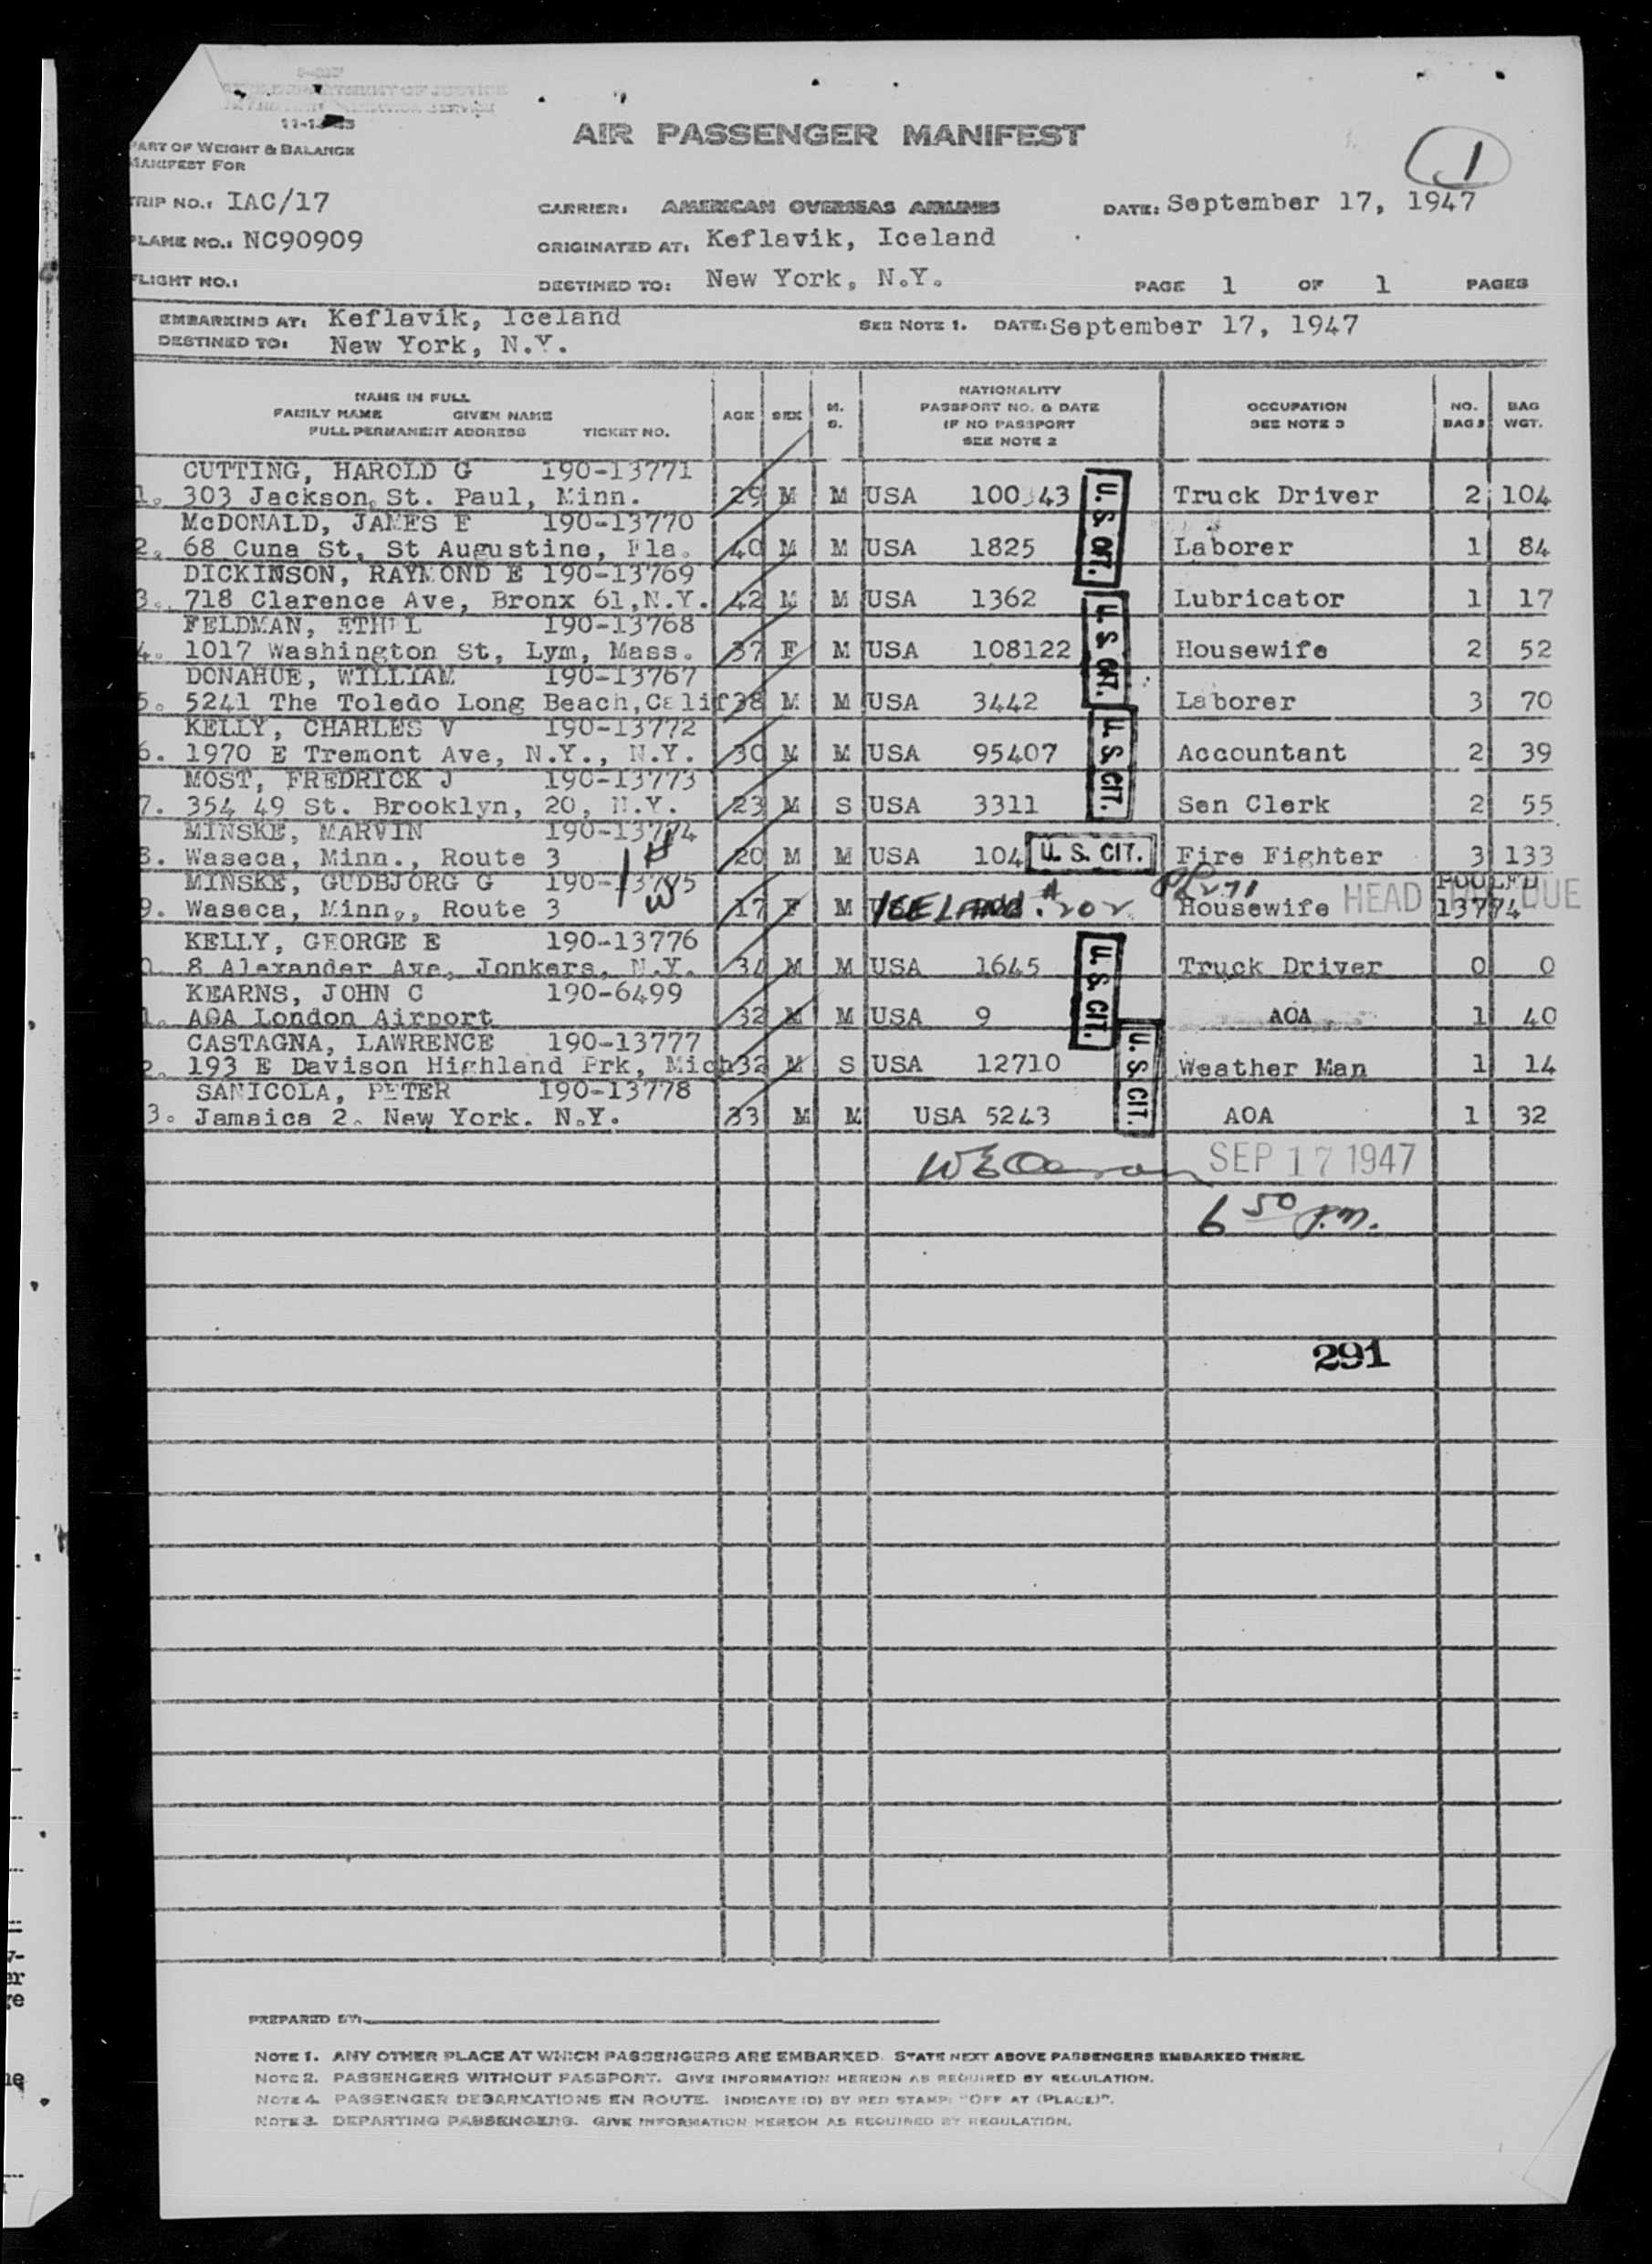 AIR PASSENGER MANIFEST
1
PART OF WEIGHT & BALANCE
MANIFEST FOR
TRIP NO.: IAC/17 CARRIER: AMERICAN OVERSEAS AIRLINES DATE: September 17, 1947
PLANE NO.: NC90909 ORIGINATED AT: Keflavik, Iceland
FLIGHT NO.: DESTINED TO: New York, N.Y. PAGE 1 OF 1 PAGES
EMBARKING AT: Keflavik, Iceland SEE NOTE 1. DATE: September 17, 1947
DESTINED TO: New York, N.Y.
NAME IN FULL
FAMILY NAME GIVEN NAME
FULL PERMANENT ADDRESS TICKET NO. AGE SEX M. S. NATIONALITY PASSPORT NO. & DATE IF NO PASSPORT SEE NOTE 2 OCCUPATION SEE NOTE 3 NO. BAGS BAG WGT.
CUTTING, HAROLD G 190-13771
1. 303 Jackson, St. Paul, Minn. 29 M M USA U. S. CIT. Truck Driver 2 104
McDONALD, JAMES E 190-13770
2. 68 Cuna St, St Augustine, Fla. 40 M M USA 1825 Laborer 1 84
DICKINSON, RAYMOND E 190-13769
3. 718 Clarence Ave, Bronx 61,N.Y. 42 M M USA 1362 Lubricator 1 17
FELDMAN, ETHEL 190-13768
4. 1017 Washington St, Lym, Mass. 37 F M USA 108122 U. S. CIT. Housewife 2 52
DONAHUE, WILLIAM 190-13767
5. 5241 The Toledo Long Beach,Calif 38 M M USA 3442 Laborer 3 70
KELLY, CHARLES V 190-13772
6. 1970 E Tremont Ave, N.Y., N.Y. 30 M M USA 95407 U. S. CIT. Accountant 2 39
MOST, FREDRICK J 190-13773
7. 354 49 St. Brooklyn, 20, N.Y. 23 M S USA 3311 Sen Clerk 2 55
MINSKE, MARVIN 190-13774
8. Waseca, Minn., Route 3 1 H 20 M M USA 104 U. S. CIT. Fire Fighter 3 133
MINSKE, GUDBJORG G 190-13775 POOLED
9. Waseca, Minn,, Route 3 W 17 F M ICELAND. #202 Housewife HEAD TAX DUE 13774
KELLY, GEORGE E 190-13776
8 Alexander Ave, Jonkers, N.Y. 34 M M USA 1645 U. S. CIT. Truck Driver 0 0
KEARNS, JOHN C 190-6499
1. AOA London Airport 32 M M USA 9 AOA 1 40
CASTAGNA, LAWRENCE 190-13777
2. 193 E Davison Highland Prk, Mich 32 M S USA 12710 U. S. CIT. Weather Man 1 14
SANICOLA, PETER 190-13778
3. Jamaica 2, New York, N.Y. 33 M M USA 5243 AOA 1 32
SEP 17 1947
6 50 p.m.
291
PREPARED BY:
NOTE 1. ANY OTHER PLACE AT WHICH PASSENGERS ARE EMBARKED. STATE NEXT ABOVE PASSENGERS EMBARKED THERE.
NOTE 2. PASSENGERS WITHOUT PASSPORT. GIVE INFORMATION HEREON AS REQUIRED BY REGULATION.
NOTE 4. PASSENGER DEBARKATIONS EN ROUTE. INDICATE (D) BY RED STAMP: "OFF AT (PLACE)".
NOTE 3. DEPARTING PASSENGERS. GIVE INFORMATION HEREON AS REQUIRED BY REGULATION.